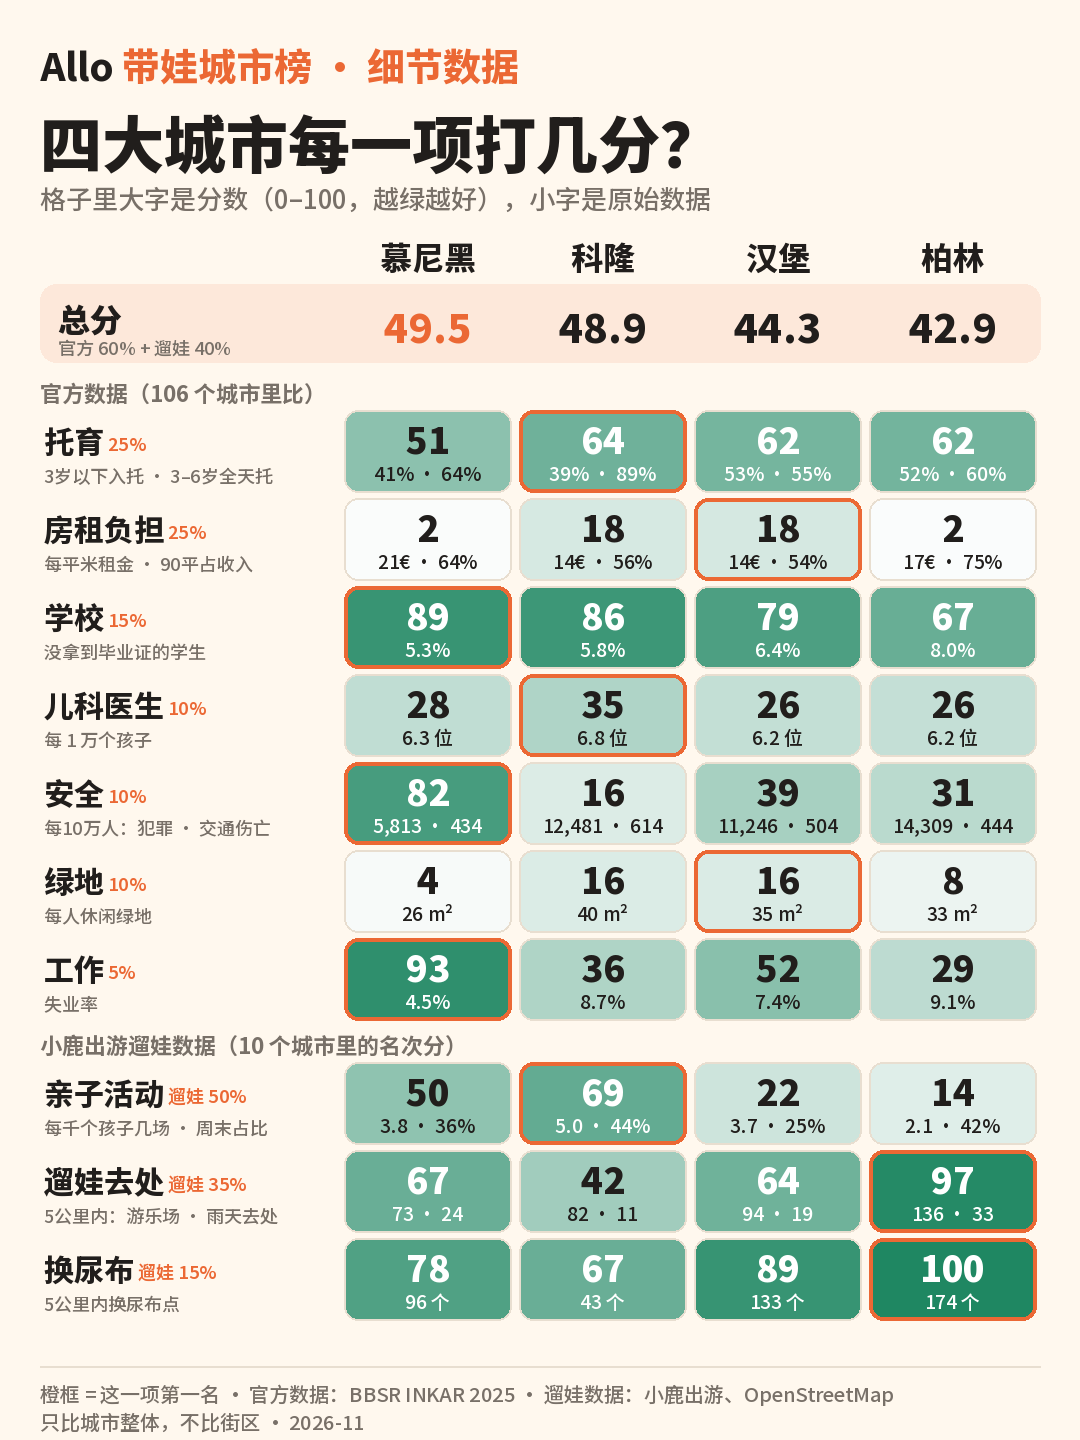 Allo 带娃城市榜 · 细节数据
四大城市每一项打几分？
格子里大字是分数（0–100，越绿越好），小字是原始数据
慕尼黑 科隆 汉堡 柏林
总分 49.5 48.9 44.3 42.9
官方 60% + 遛娃 40%
官方数据（106 个城市里比）
托育 25% 51 64 62 62
3岁以下入托 · 3–6岁全天托 41% · 64% 39% · 89% 53% · 55% 52% · 60%
房租负担 25% 2 18 18 2
每平米租金 · 90平占收入 21€ · 64% 14€ · 56% 14€ · 54% 17€ · 75%
学校 15% 89 86 79 67
没拿到毕业证的学生 5.3% 5.8% 6.4% 8.0%
儿科医生 10% 28 35 26 26
每 1 万个孩子 6.3 位 6.8 位 6.2 位 6.2 位
安全 10% 82 16 39 31
每10万人：犯罪 · 交通伤亡 5,813 · 434 12,481 · 614 11,246 · 504 14,309 · 444
绿地 10% 4 16 16 8
每人休闲绿地 26 m² 40 m² 35 m² 33 m²
工作 5% 93 36 52 29
失业率 4.5% 8.7% 7.4% 9.1%
小鹿出游遛娃数据（10 个城市里的名次分）
亲子活动 遛娃 50% 50 69 22 14
每千个孩子几场 · 周末占比 3.8 · 36% 5.0 · 44% 3.7 · 25% 2.1 · 42%
遛娃去处 遛娃 35% 67 42 64 97
5公里内：游乐场 · 雨天去处 73 · 24 82 · 11 94 · 19 136 · 33
换尿布 遛娃 15% 78 67 89 100
5公里内换尿布点 96 个 43 个 133 个 174 个
橙框 = 这一项第一名 · 官方数据：BBSR INKAR 2025 · 遛娃数据：小鹿出游、OpenStreetMap
只比城市整体，不比街区 · 2026-11